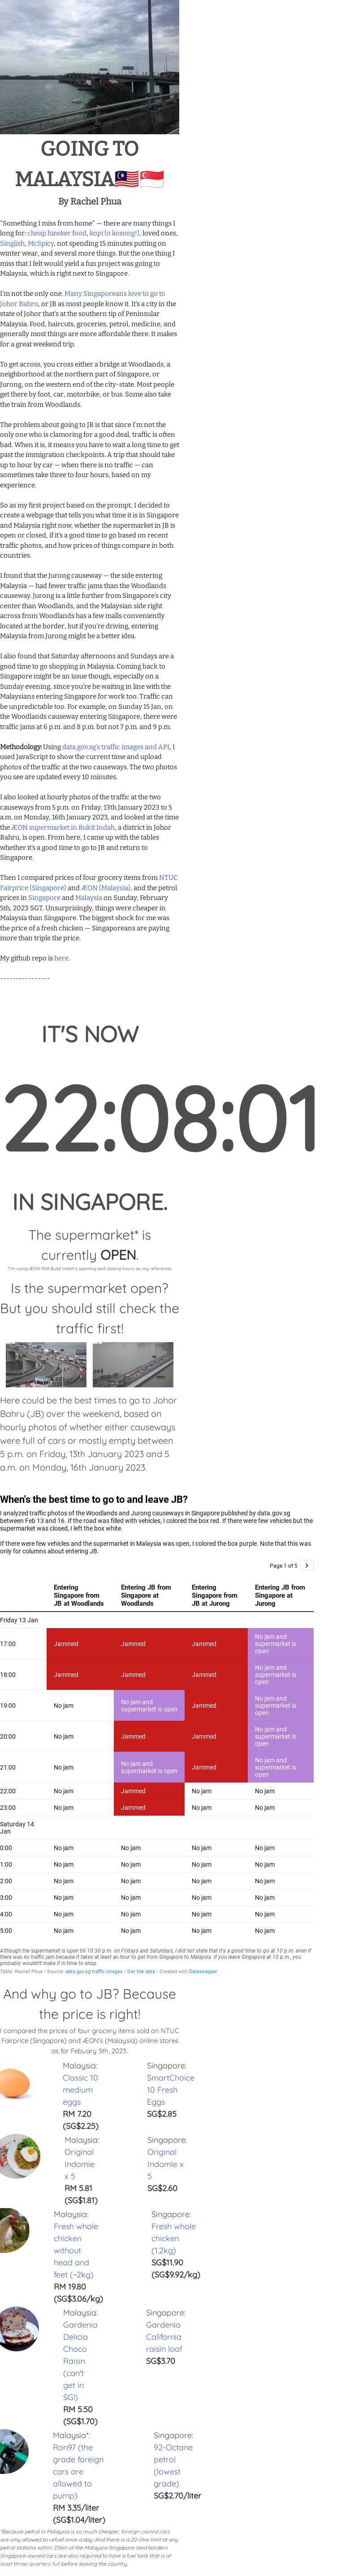 GOING TO
MALAYSIA🇲🇾🇸🇬
By Rachel Phua
"Something I miss from home" — there are many things I
long for: cheap hawker food, kopi (o kosong!), loved ones,
Singlish, McSpicy, not spending 15 minutes putting on
winter wear, and several more things. But the one thing I
miss that I felt would yield a fun project was going to
Malaysia, which is right next to Singapore.
I'm not the only one. Many Singaporeans love to go to
Johor Bahru, or JB as most people know it. It's a city in the
state of Johor that's at the southern tip of Peninsular
Malaysia. Food, haircuts, groceries, petrol, medicine, and
generally most things are more affordable there. It makes
for a great weekend trip.
To get across, you cross either a bridge at Woodlands, a
neighborhood at the northern part of Singapore, or
Jurong, on the western end of the city-state. Most people
get there by foot, car, motorbike, or bus. Some also take
the train from Woodlands.
The problem about going to JB is that since I'm not the
only one who is clamoring for a good deal, traffic is often
bad. When it is, it means you have to wait a long time to get
past the immigration checkpoints. A trip that should take
up to hour by car — when there is no traffic — can
sometimes take three to four hours, based on my
experience.
So as my first project based on the prompt, I decided to
create a webpage that tells you what time it is in Singapore
and Malaysia right now, whether the supermarket in JB is
open or closed, if it's a good time to go based on recent
traffic photos, and how prices of things compare in both
countries.
I found that the Jurong causeway — the side entering
Malaysia — had fewer traffic jams than the Woodlands
causeway. Jurong is a little further from Singapore's city
center than Woodlands, and the Malaysian side right
across from Woodlands has a few malls conveniently
located at the border, but if you're driving, entering
Malaysia from Jurong might be a better idea.
I also found that Saturday afternoons and Sundays are a
good time to go shopping in Malaysia. Coming back to
Singapore might be an issue though, especially on a
Sunday evening, since you're be waiting in line with the
Malaysians entering Singapore for work too. Traffic can
be unpredictable too. For example, on Sunday 15 Jan., on
the Woodlands causeway entering Singapore, there were
traffic jams at 6 p.m. and 8 p.m. but not 7 p.m. and 9 p.m.
Methodology: Using data.gov.sg's traffic images and API, I
used JavaScript to show the current time and upload
photos of the traffic at the two causeways. The two photos
you see are updated every 10 minutes.
I also looked at hourly photos of the traffic at the two
causeways from 5 p.m. on Friday, 13th January 2023 to 5
a.m. on Monday, 16th January 2023, and looked at the time
the ÆON supermarket in Bukit Indah, a district in Johor
Bahru, is open. From here, I came up with the tables
whether it's a good time to go to JB and return to
Singapore.
Then I compared prices of four grocery items from NTUC
Fairprice (Singapore) and ÆON (Malaysia), and the petrol
prices in Singapore and Malaysia on Sunday, February
5th, 2023 SGT. Unsurprisingly, things were cheaper in
Malaysia than Singapore. The biggest shock for me was
the price of a fresh chicken — Singaporeans are paying
more than triple the price.
My github repo is here.
----------------
IT'S NOW
22:08:01
IN SINGAPORE.
The supermarket* is
currently OPEN.
*I'm using ÆON Mall Bukit Indah's opening and closing hours as my reference.
Is the supermarket open?
But you should still check the
traffic first!
Here could be the best times to go to Johor
Bahru (JB) over the weekend, based on
hourly photos of whether either causeways
were full of cars or mostly empty between
5 p.m. on Friday, 13th January 2023 and 5
a.m. on Monday, 16th January 2023.
When's the best time to go to and leave JB?
I analyzed traffic photos of the Woodlands and Jurong causeways in Singapore published by data.gov.sg
between Feb 13 and 16. If the road was filled with vehicles, I colored the box red. If there were few vehicles but the
supermarket was closed, I left the box white.
If there were few vehicles and the supermarket in Malaysia was open, I colored the box purple. Note that this was
only for columns about entering JB.
Page 1 of 5 >
Entering Singapore from JB at Woodlands Entering JB from Singapore at Woodlands Entering Singapore from JB at Jurong Entering JB from Singapore at Jurong
Friday 13 Jan
17:00 Jammed Jammed Jammed No jam and supermarket is open
18:00 Jammed Jammed Jammed No jam and supermarket is open
19:00 No jam No jam and supermarket is open Jammed No jam and supermarket is open
20:00 No jam Jammed Jammed No jam and supermarket is open
21:00 No jam No jam and supermarket is open Jammed No jam and supermarket is open
22:00 No jam Jammed No jam No jam
23:00 No jam Jammed No jam No jam
Saturday 14 Jan
0:00 No jam No jam No jam No jam
1:00 No jam No jam No jam No jam
2:00 No jam No jam No jam No jam
3:00 No jam No jam No jam No jam
4:00 No jam No jam No jam No jam
5:00 No jam No jam No jam No jam
Although the supermarket is open till 10:30 p.m. on Fridays and Saturdays, I did not state that it's a good time to go at 10 p.m. even if
there was no traffic jam because it takes at least an hour to get from Singapore to Malaysia. If you leave Singapore at 10 p.m., you
probably wouldn't make it in time to shop.
Table: Rachel Phua • Source: data.gov.sg traffic images • Get the data • Created with Datawrapper
And why go to JB? Because
the price is right!
I compared the prices of four grocery items sold on NTUC
Fairprice (Singapore) and ÆON (Malaysia) online stores
as for Febuary 5th, 2023.
Malaysia:
Classic 10
medium
eggs
RM 7.20
(SG$2.25)
Singapore:
SmartChoice
10 Fresh
Eggs
SG$2.85
Malaysia:
Original
Indomie
x 5
RM 5.81
(SG$1.81)
Singapore:
Original
Indomie x
5
SG$2.60
Malaysia:
Fresh whole
chicken
without
head and
feet (~2kg)
RM 19.80
(SG$3.06/kg)
Singapore:
Fresh whole
chicken
(1.2kg)
SG$11.90
(SG$9.92/kg)
Malaysia:
Gardenia
Delicia
Choco
Raisin
(can't
get in
SG!)
RM 5.50
(SG$1.70)
Singapore:
Gardenia
California
raisin loaf
SG$3.70
Malaysia*:
Ron97 (the
grade foreign
cars are
allowed to
pump)
RM 3.35/liter
(SG$1.04/liter)
Singapore:
92-Octane
petrol
(lowest
grade)
SG$2.70/liter
*Because petrol in Malaysia is so much cheaper, foreign-owned cars
are only allowed to refuel once a day. And there is a 20-litre limit at any
petrol stations within 25km of the Malaysia-Singapore land borders.
Singapore-owned cars are also required to have a fuel tank that is at
least three-quarters full before leaving the country.